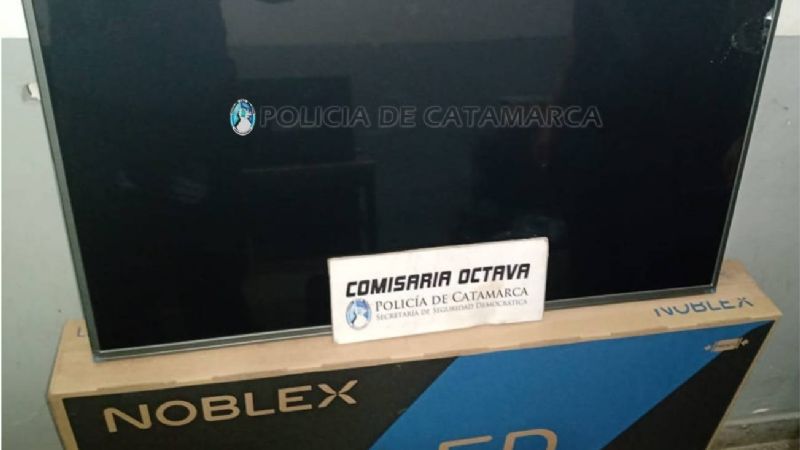 POLICIA DE CATAMARCA
COMISARIA OCTAVA
POLICÍA DE CATAMARCA
SECRETARÍA DE SEGURIDAD DEMOCRÁTICA
NOBLEX
NOBLEX